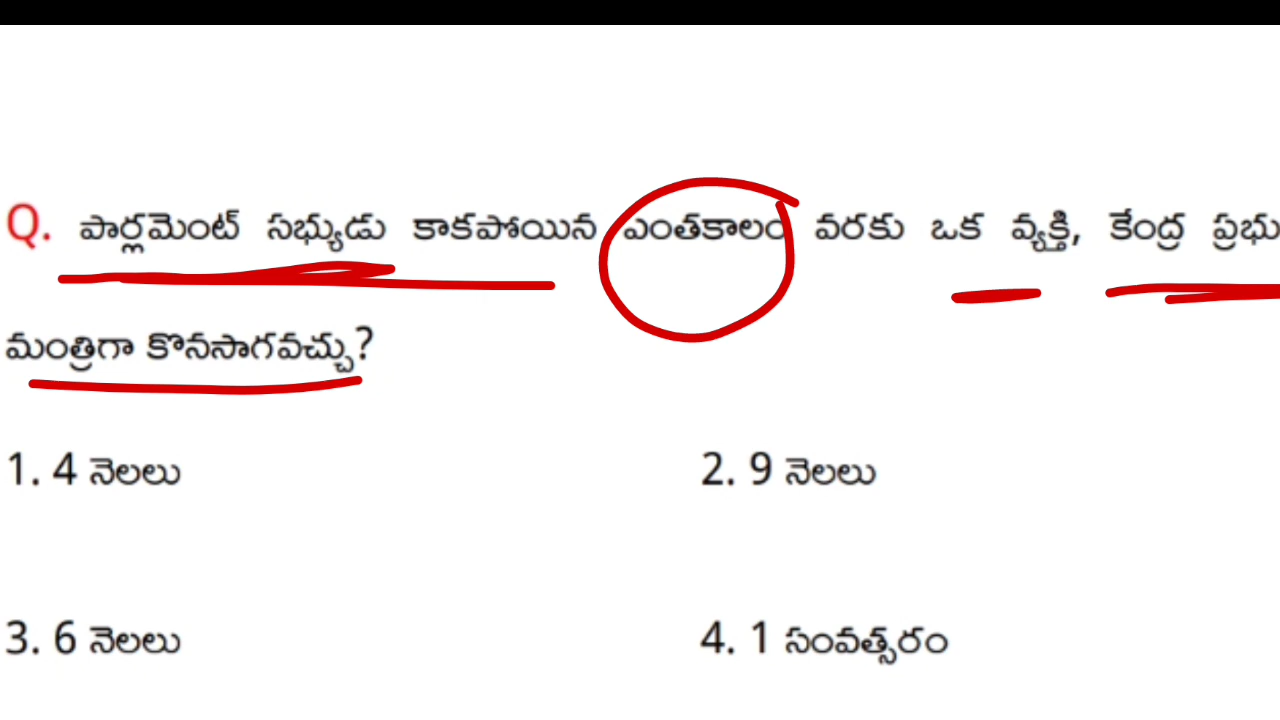 Q. పార్లమెంట్ సభ్యుడు కాకపోయిన ఎంతకాలం వరకు ఒక వ్యక్తి, కేంద్ర
మంత్రిగా కొనసాగవచ్చు?
1. 4 నెలలు
2. 9 నెలలు
3. 6 నెలలు
4. 1 సంవత్సరం